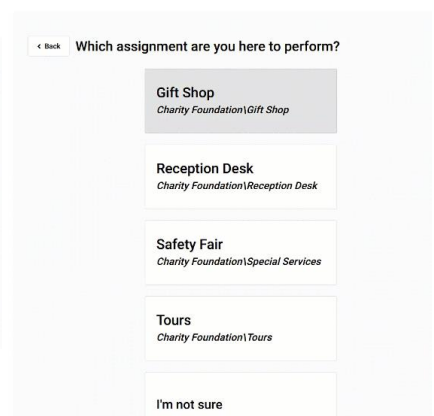 < Back Which assignment are you here to perform?
Gift Shop
Charity Foundation\Gift Shop
Reception Desk
Charity Foundation\Reception Desk
Safety Fair
Charity Foundation\Special Services
Tours
Charity Foundation\Tours
I'm not sure